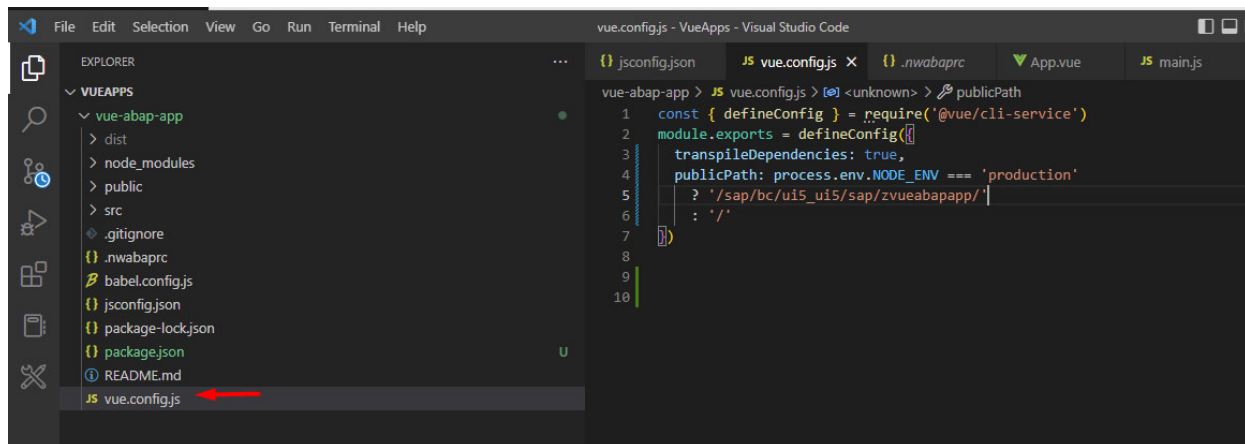 File Edit Selection View Go Run Terminal Help vue.config.js - VueApps - Visual Studio Code
EXPLORER ...
VUEAPPS
vue-abap-app
dist
node_modules
public
src
.gitignore
{} .nwabaprc
babel.config.js
{} jsconfig.json
{} package-lock.json
{} package.json U
README.md
JS vue.config.js
{} jsconfig.json JS vue.config.js {} .nwabaprc App.vue JS main.js
vue-abap-app > JS vue.config.js > <unknown> > publicPath
1 const { defineConfig } = require('@vue/cli-service')
2 module.exports = defineConfig({
3 transpileDependencies: true,
4 publicPath: process.env.NODE_ENV === 'production'
5 ? '/sap/bc/ui5_ui5/sap/zvueabapapp/'
6 : '/'
7 })
8
9
10